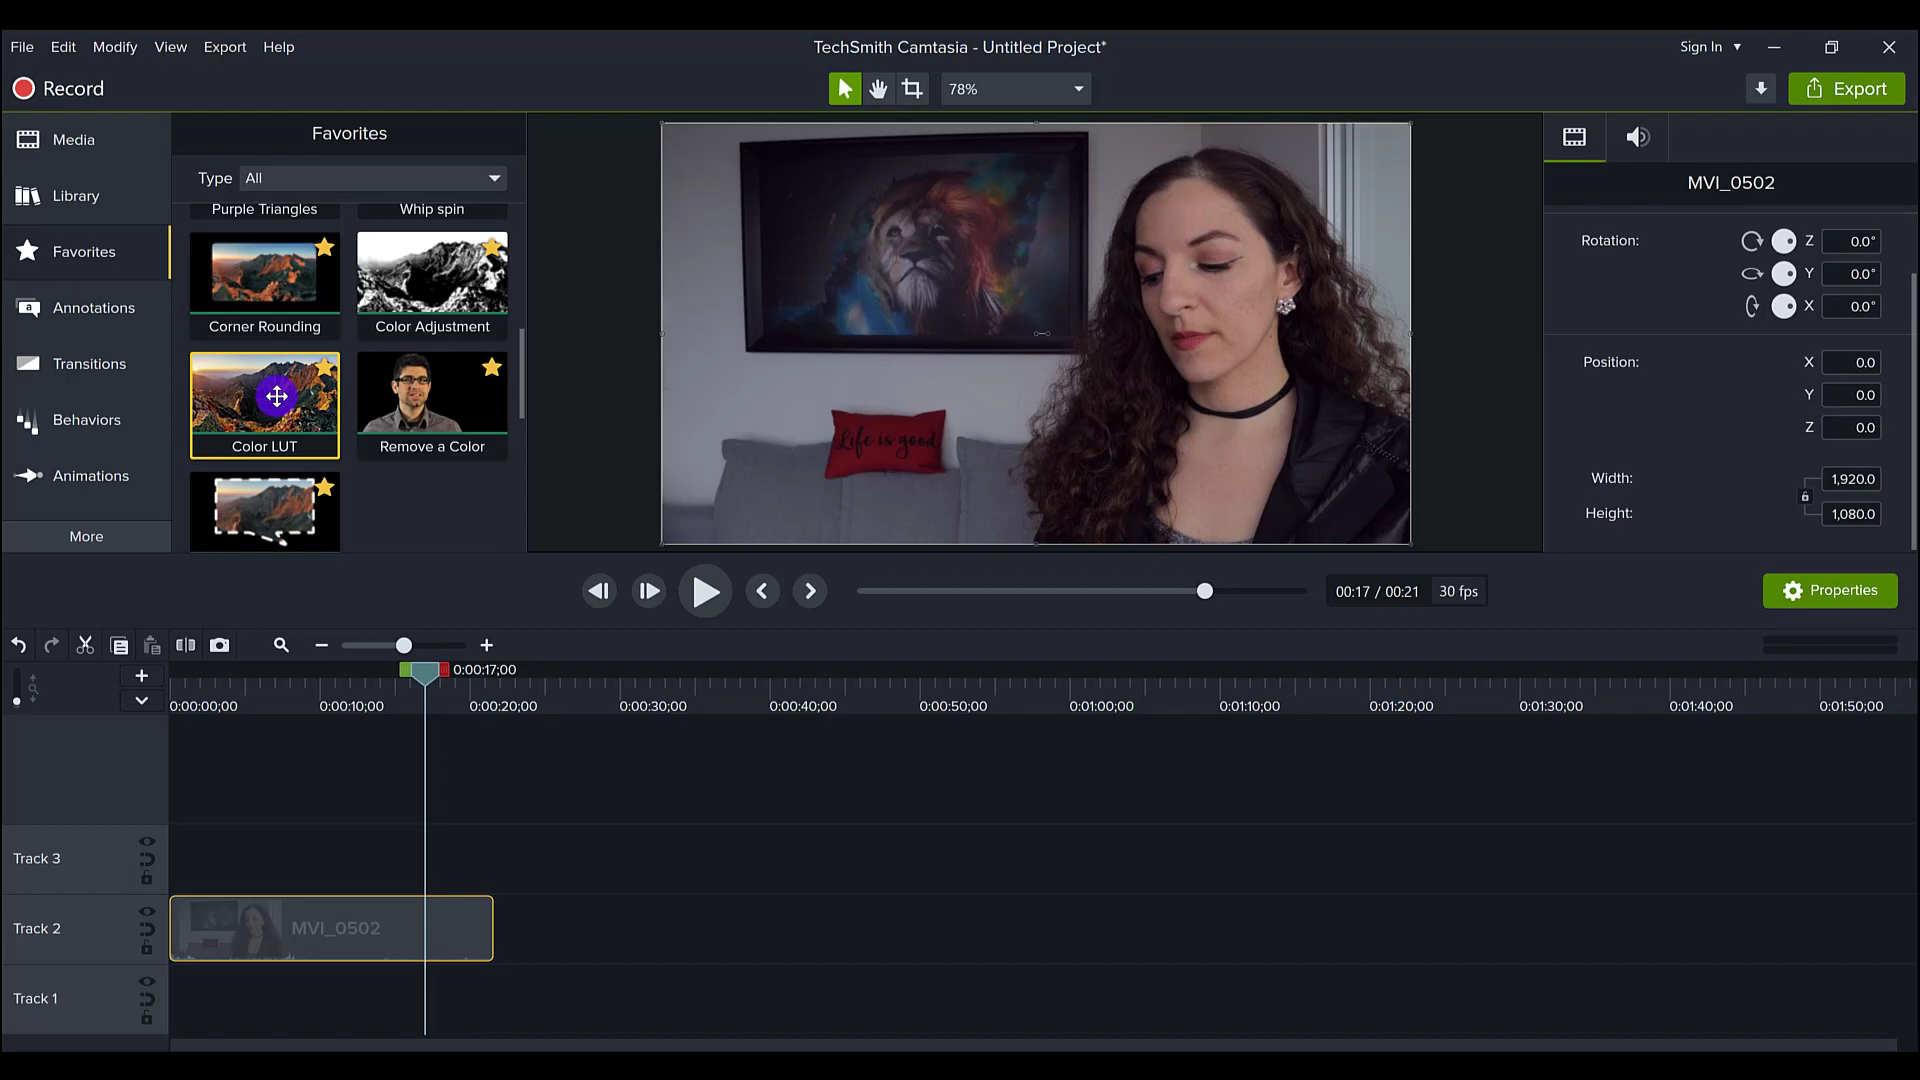 File Edit Modify View Export Help
TechSmith Camtasia - Untitled Project*
Sign In
Record
78%
Export
Media
Library
Favorites
Annotations
Transitions
Behaviors
Animations
More
Favorites
Type All
Purple Triangles
Whip spin
Corner Rounding
Color Adjustment
Color LUT
Remove a Color
Life is good
MVI_0502
Rotation:
Z 0.0°
Y 0.0°
X 0.0°
Position:
X 0.0
Y 0.0
Z 0.0
Width: 1,920.0
Height: 1,080.0
00:17 / 00:21 30 fps
Properties
0:00:17;00
0:00:00;00 0:00:10;00 0:00:20;00 0:00:30;00 0:00:40;00 0:00:50;00 0:01:00;00 0:01:10;00 0:01:20;00 0:01:30;00 0:01:40;00 0:01:50;00
Track 3
Track 2
MVI_0502
Track 1